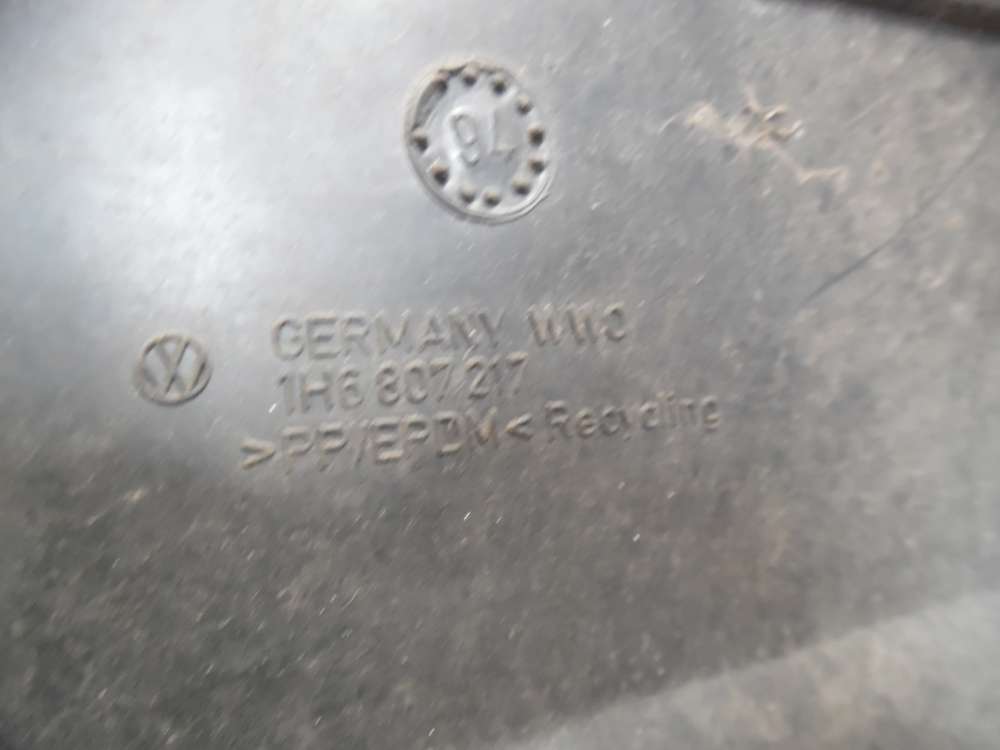 94
GERMANY
1H6 807 217
>PP/EPDM< Recycling